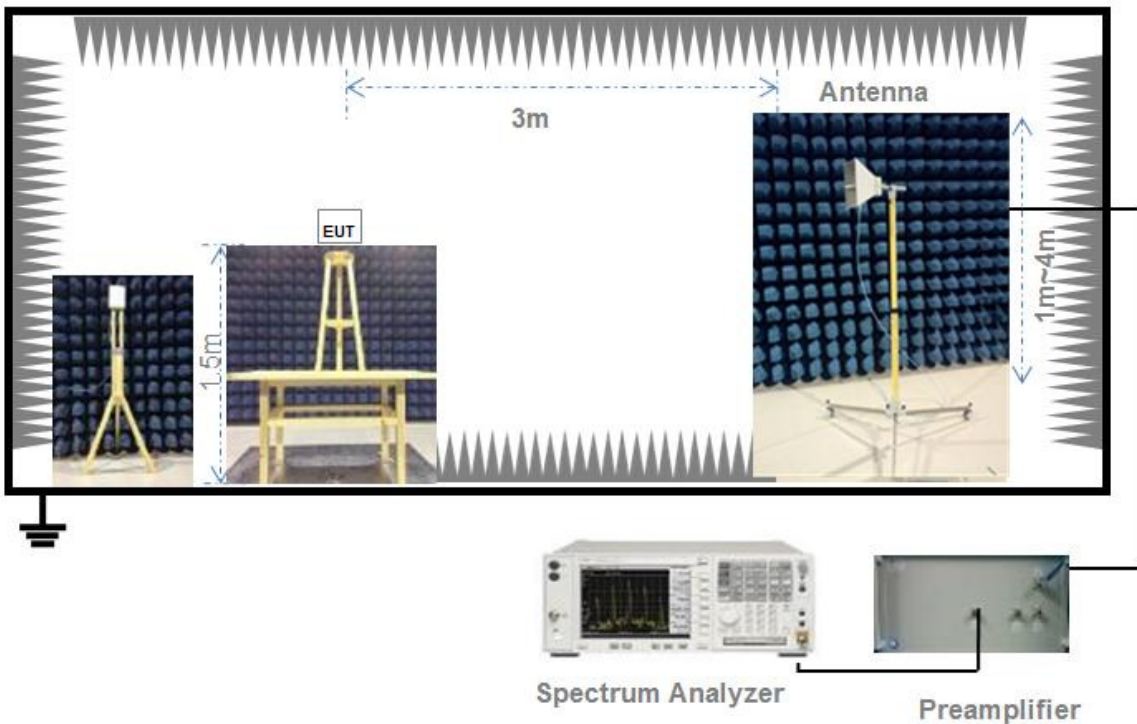 Antenna
3m
EUT
1.5m
1m~4m
Spectrum Analyzer
Preamplifier